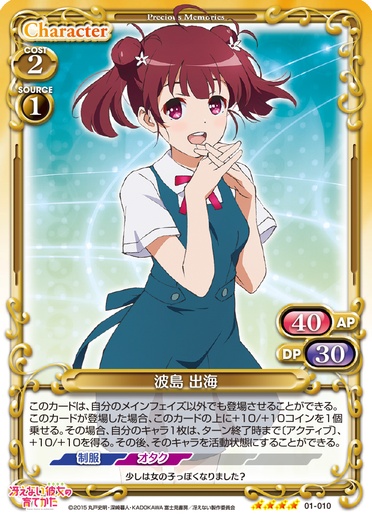 Precious Memories
Character
COST
2
SOURCE
1
40 AP
DP 30
波島 出海
このカードは、自分のメインフェイズ以外でも登場させることができる。
このカードが登場した場合、このカードの上に+10/+10コインを1個
乗せる。その場合、自分のキャラ1枚は、ターン終了時まで[アクティブ]、
+10/+10を得る。その後、そのキャラを活動状態にすることができる。
制服 オタク
少しは女の子っぽくなりました?
冴えない彼女の育てかた
©2015 丸戸史明・深崎暮人・KADOKAWA 富士見書房/冴えない製作委員会
01-010